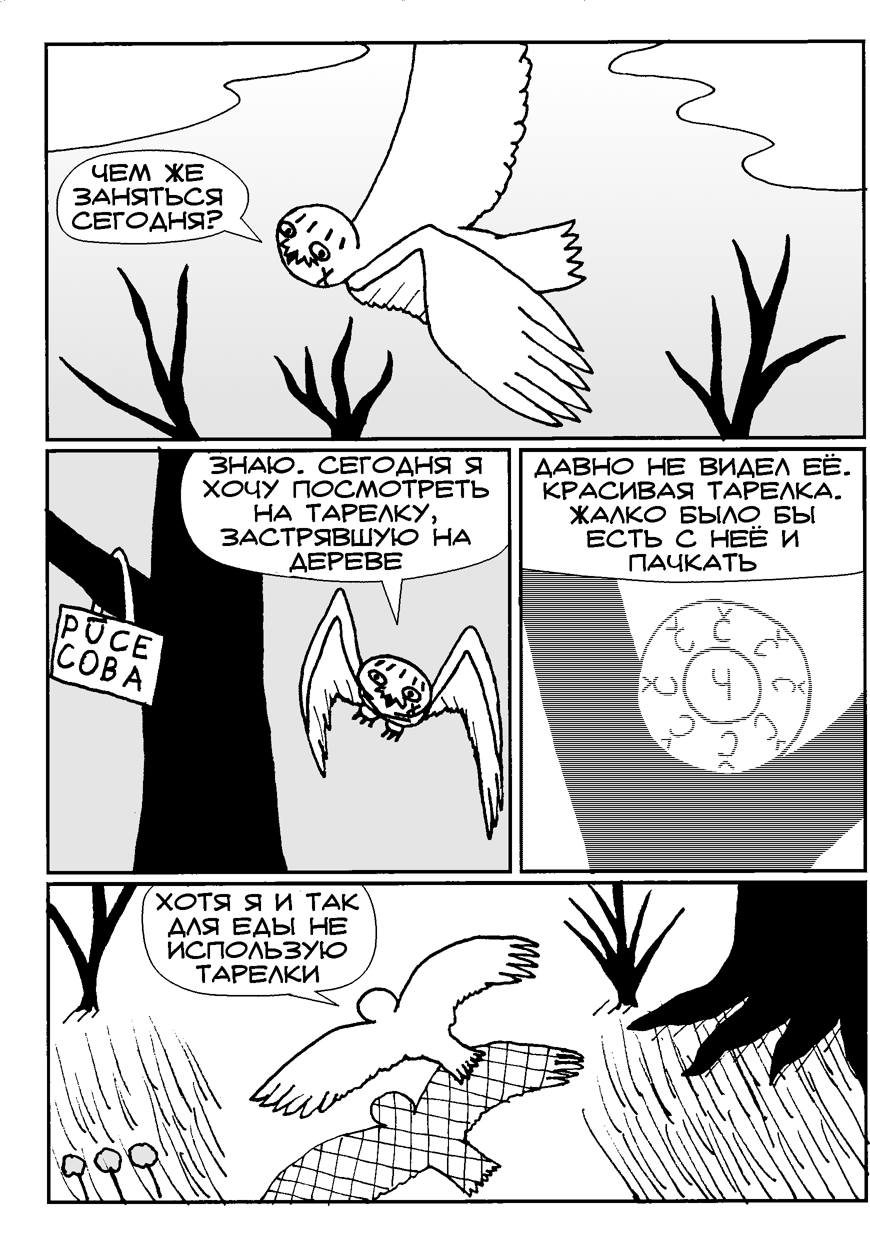 ЧЕМ ЖЕ
ЗАНЯТЬСЯ
СЕГОДНЯ?
ЗНАЮ. СЕГОДНЯ Я
ХОЧУ ПОСМОТРЕТЬ
НА ТАРЕЛКУ,
ЗАСТРЯВШУЮ НА
ДЕРЕВЕ
РИСЕ
СОВА
ДАВНО НЕ ВИДЕЛ ЕЁ.
КРАСИВАЯ ТАРЕЛКА.
ЖАЛКО БЫЛО БЫ
ЕСТЬ С НЕЁ И
ПАЧКАТЬ
Ч
ХОТЯ Я И ТАК
ДЛЯ ЕДЫ НЕ
ИСПОЛЬЗУЮ
ТАРЕЛКИ